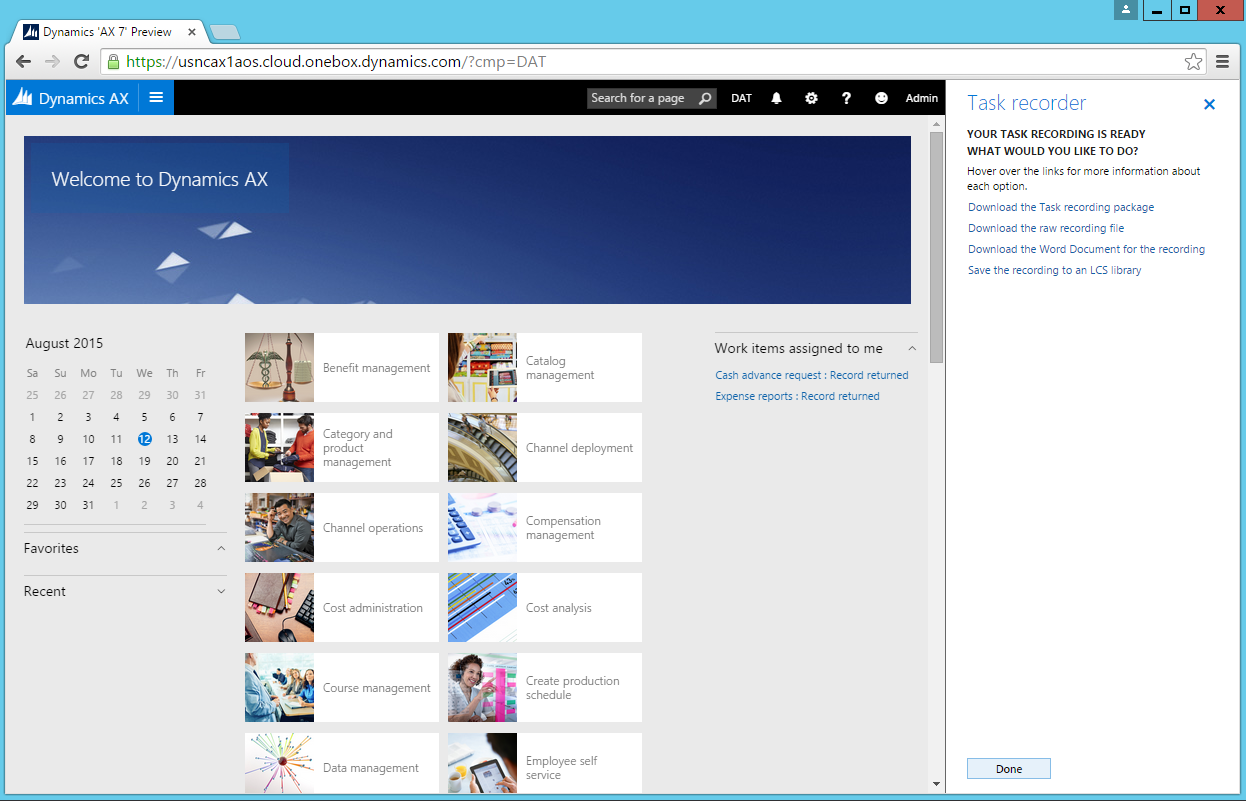 Dynamics 'AX 7' Preview
https://usncax1aos.cloud.onebox.dynamics.com/?cmp=DAT
Dynamics AX
Search for a page
DAT
?
Admin
Welcome to Dynamics AX
August 2015
Sa Su Mo Tu We Th Fr
25 26 27 28 29 30 31
1 2 3 4 5 6 7
8 9 10 11 12 13 14
15 16 17 18 19 20 21
22 23 24 25 26 27 28
29 30 31 1 2 3 4
Favorites
Recent
Benefit management
Catalog
management
Category and
product
management
Channel deployment
Channel operations
Compensation
management
Cost administration
Cost analysis
Course management
Create production
schedule
Data management
Employee self
service
Work items assigned to me
Cash advance request : Record returned
Expense reports : Record returned
Task recorder
YOUR TASK RECORDING IS READY
WHAT WOULD YOU LIKE TO DO?
Hover over the links for more information about
each option.
Download the Task recording package
Download the raw recording file
Download the Word Document for the recording
Save the recording to an LCS library
Done